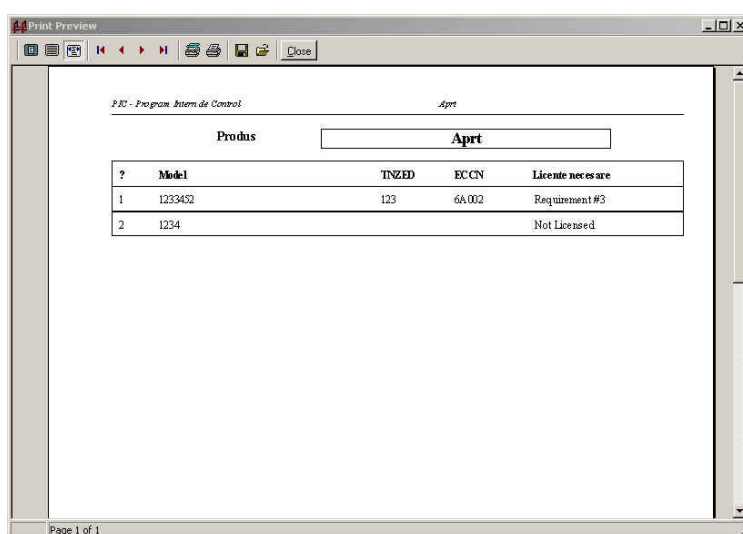 Print Preview
Close
PIC - Program Intern de Control Aprt
Produs Aprt
? Model TNZED ECCN Licente necesare
1 1233452 123 6A002 Requirement #3
2 1234 Not Licensed
Page 1 of 1